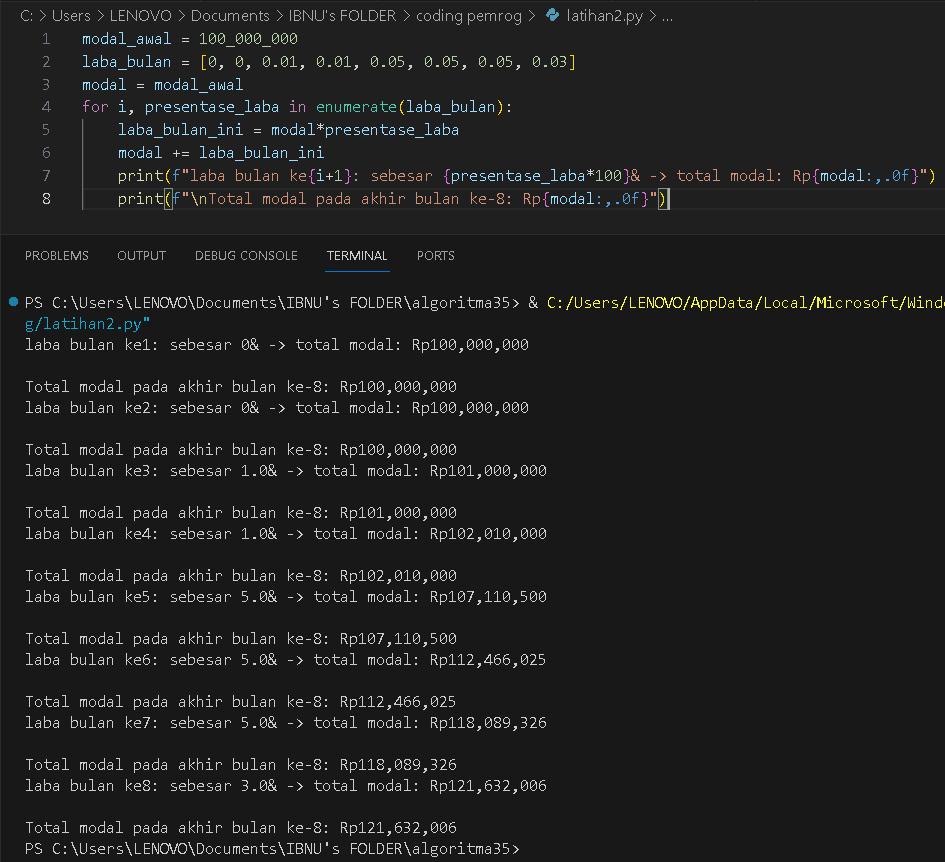 C: > Users > LENOVO > Documents > IBNU's FOLDER > coding pemrog > latihan2.py > ...
1 modal_awal = 100_000_000
2 laba_bulan = [0, 0, 0.01, 0.01, 0.05, 0.05, 0.05, 0.03]
3 modal = modal_awal
4 for i, presentase_laba in enumerate(laba_bulan):
5     laba_bulan_ini = modal*presentase_laba
6     modal += laba_bulan_ini
7     print(f"laba bulan ke{i+1}: sebesar {presentase_laba*100}& -> total modal: Rp{modal:,.0f}")
8     print(f"\nTotal modal pada akhir bulan ke-8: Rp{modal:,.0f}")
PROBLEMS OUTPUT DEBUG CONSOLE TERMINAL PORTS
PS C:\Users\LENOVO\Documents\IBNU's FOLDER\algoritma35> & C:/Users/LENOVO/AppData/Local/Microsoft/Windo
g/latihan2.py"
laba bulan ke1: sebesar 0& -> total modal: Rp100,000,000
Total modal pada akhir bulan ke-8: Rp100,000,000
laba bulan ke2: sebesar 0& -> total modal: Rp100,000,000
Total modal pada akhir bulan ke-8: Rp100,000,000
laba bulan ke3: sebesar 1.0& -> total modal: Rp101,000,000
Total modal pada akhir bulan ke-8: Rp101,000,000
laba bulan ke4: sebesar 1.0& -> total modal: Rp102,010,000
Total modal pada akhir bulan ke-8: Rp102,010,000
laba bulan ke5: sebesar 5.0& -> total modal: Rp107,110,500
Total modal pada akhir bulan ke-8: Rp107,110,500
laba bulan ke6: sebesar 5.0& -> total modal: Rp112,466,025
Total modal pada akhir bulan ke-8: Rp112,466,025
laba bulan ke7: sebesar 5.0& -> total modal: Rp118,089,326
Total modal pada akhir bulan ke-8: Rp118,089,326
laba bulan ke8: sebesar 3.0& -> total modal: Rp121,632,006
Total modal pada akhir bulan ke-8: Rp121,632,006
PS C:\Users\LENOVO\Documents\IBNU's FOLDER\algoritma35>